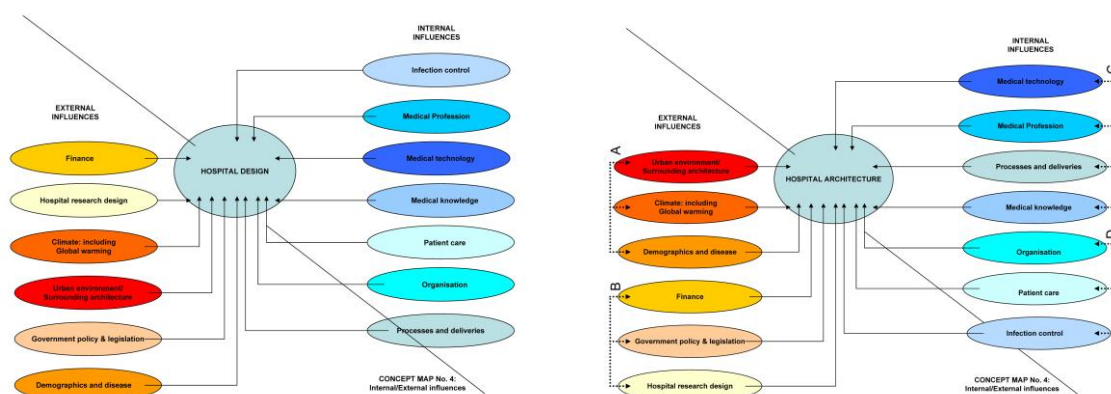 INTERNAL
INFLUENCES
Infection control
Medical Profession
EXTERNAL
INFLUENCES
Finance
HOSPITAL DESIGN
Medical technology
Hospital research design
Medical knowledge
Climate: including
Global warming
Patient care
Urban environment/
Surrounding architecture
Organisation
Government policy & legislation
Processes and deliveries
Demographics and disease
CONCEPT MAP No. 4:
Internal/External influences
INTERNAL
INFLUENCES
C
Medical technology
EXTERNAL
INFLUENCES
Medical Profession
A
Urban environment/
Surrounding architecture
HOSPITAL ARCHITECTURE
Processes and deliveries
Climate: including
Global warming
Medical knowledge
Demographics and disease
Organisation
B
Finance
Patient care
Government policy & legislation
Infection control
Hospital research design
CONCEPT MAP No. 4:
Internal/External influences